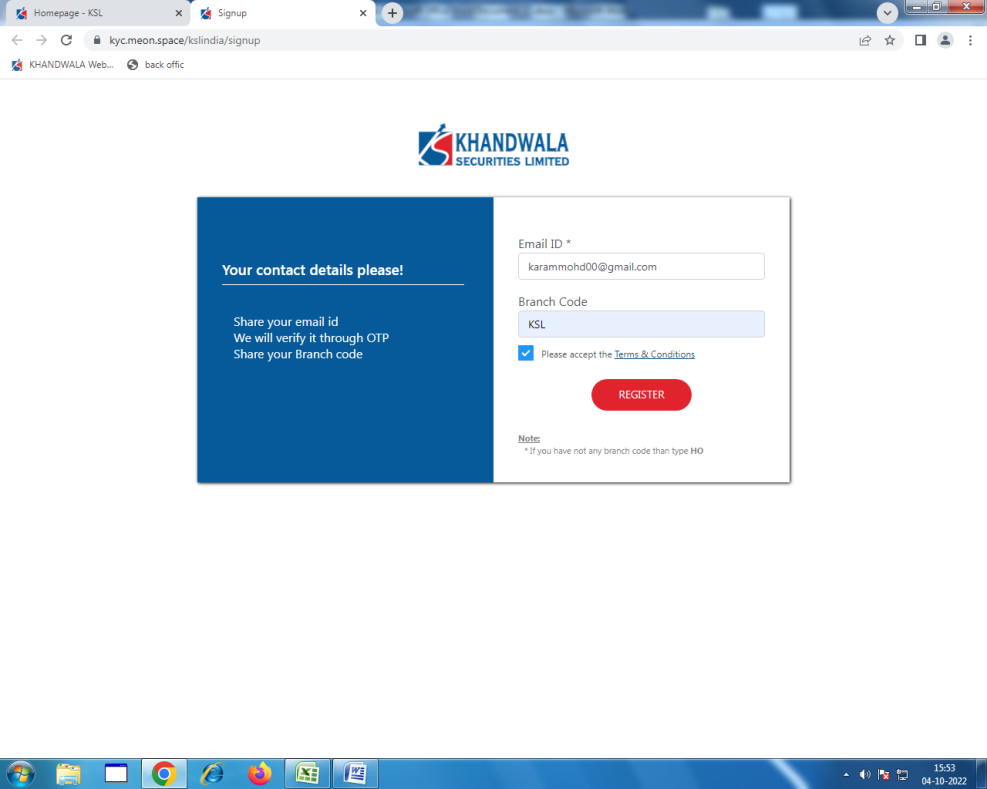 Homepage - KSL
Signup
kyc.meon.space/kslindia/signup
KHANDWALA Web...
back offic
KHANDWALA
SECURITIES LIMITED
Your contact details please!
Share your email id
We will verify it through OTP
Share your Branch code
Email ID *
karammohd00@gmail.com
Branch Code
KSL
Please accept the Terms & Conditions
REGISTER
Note:
* If you have not any branch code than type HO
15:53
04-10-2022